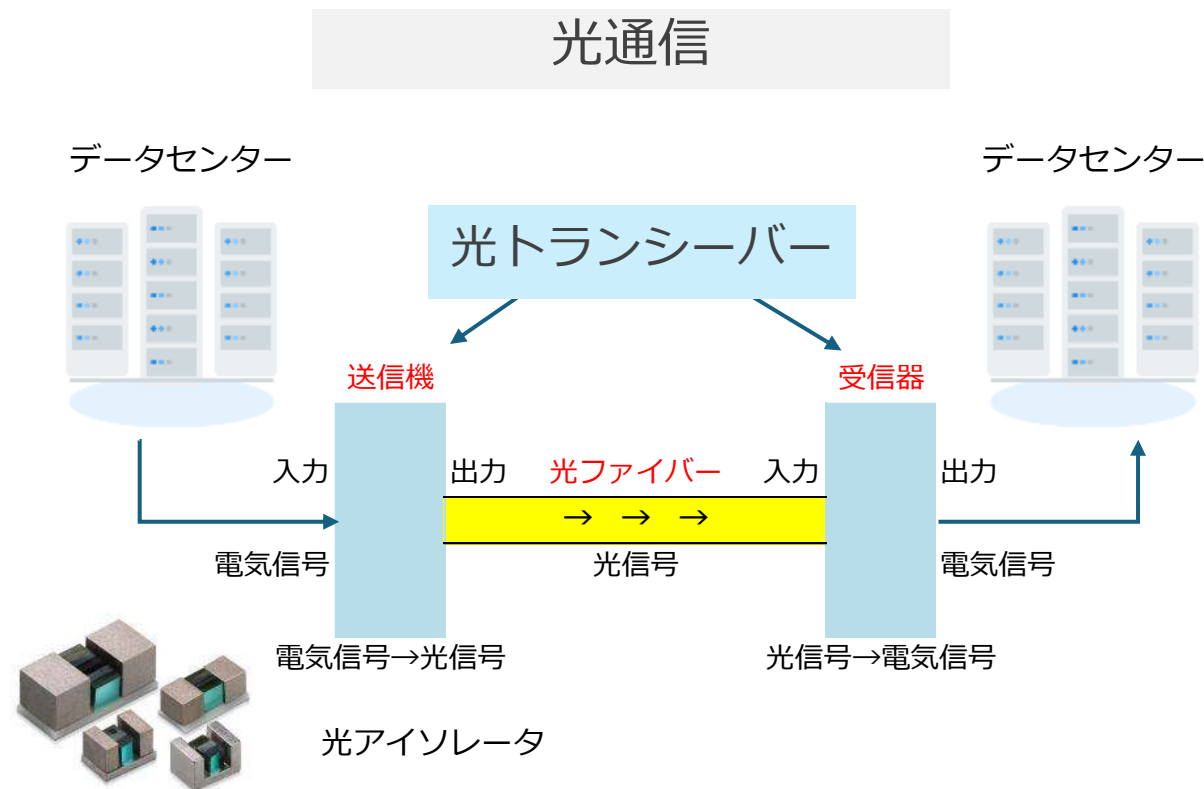 光通信
データセンター
データセンター
光トランシーバー
送信機
受信器
入力
出力
光ファイバー
入力
出力
→ → →
電気信号
光信号
電気信号
電気信号→光信号
光信号→電気信号
光アイソレータ